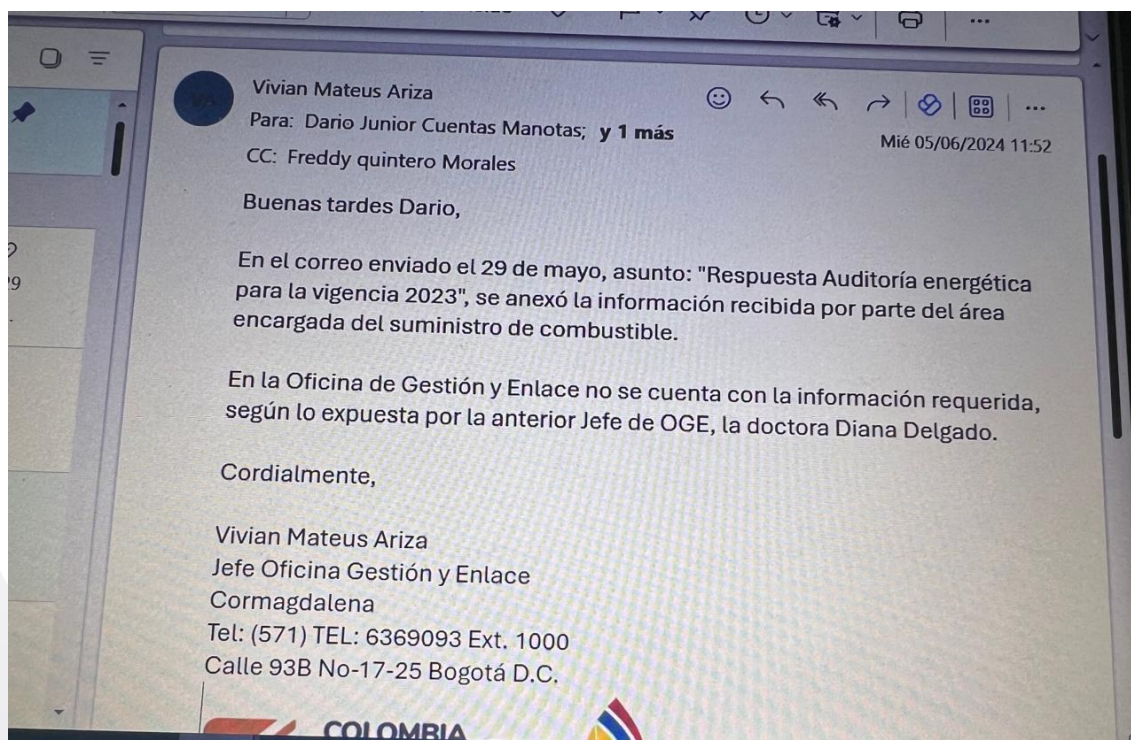 Vivian Mateus Ariza
Para: Dario Junior Cuentas Manotas; y 1 más
CC: Freddy quintero Morales
Mié 05/06/2024 11:52
Buenas tardes Dario,
En el correo enviado el 29 de mayo, asunto: "Respuesta Auditoría energética
para la vigencia 2023", se anexó la información recibida por parte del área
encargada del suministro de combustible.
En la Oficina de Gestión y Enlace no se cuenta con la información requerida,
según lo expuesta por la anterior Jefe de OGE, la doctora Diana Delgado.
Cordialmente,
Vivian Mateus Ariza
Jefe Oficina Gestión y Enlace
Cormagdalena
Tel: (571) TEL: 6369093 Ext. 1000
Calle 93B No-17-25 Bogotá D.C.
COLOMBIA